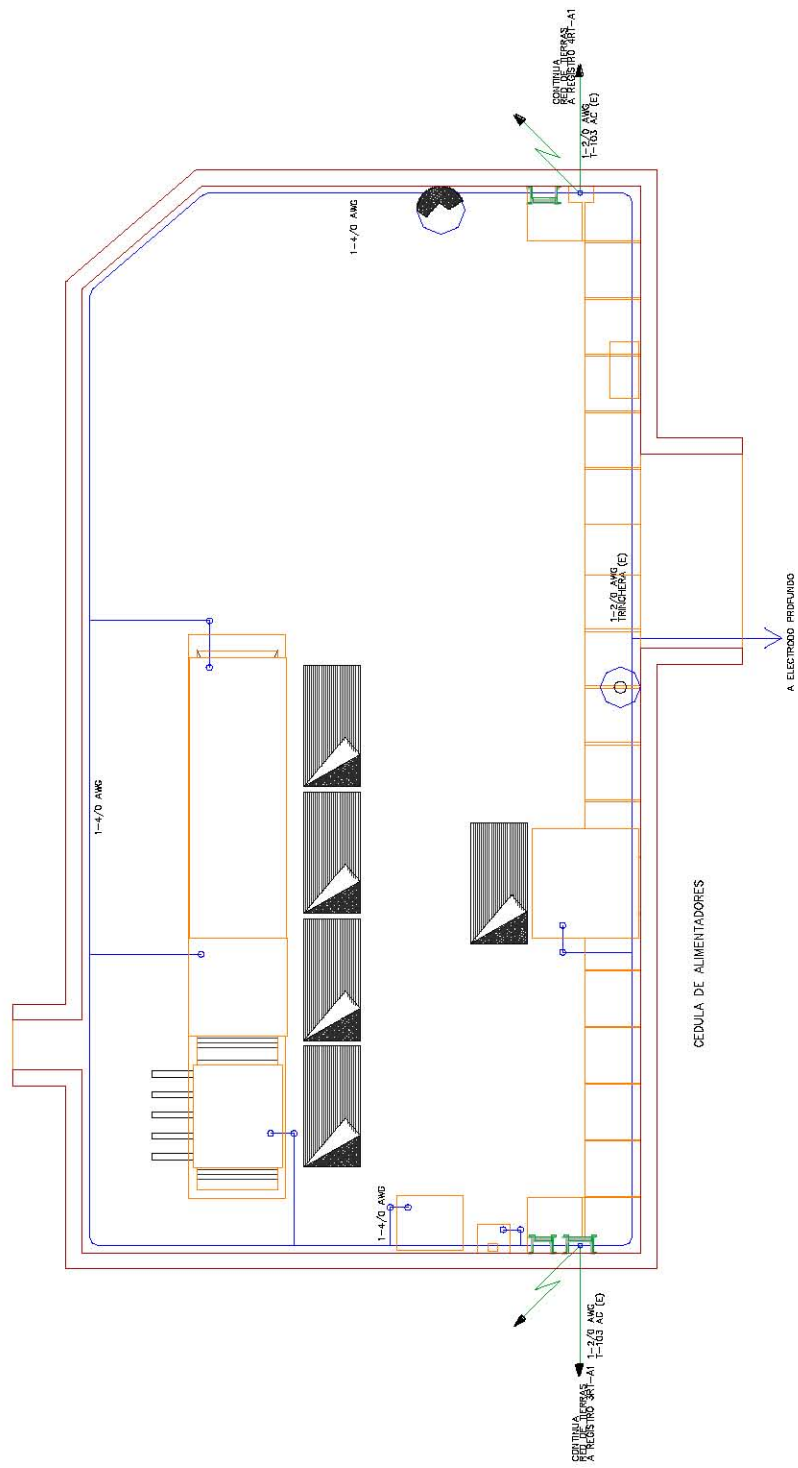 CONTINUA
RED DE TIERRAS
A REGISTRO 4RT-A1
1-2/0 AWG
T-103 AC (E)
1-4/0 AWG
1-2/0 AWG
TRINCHERA (E)
A ELECTRODO PROFUNDO
1-4/0 AWG
CEDULA DE ALIMENTADORES
1-4/0 AWG
1-2/0 AWG
T-103 AC (E)
CONTINUA
RED DE TIERRAS
A REGISTRO 3RT-A1